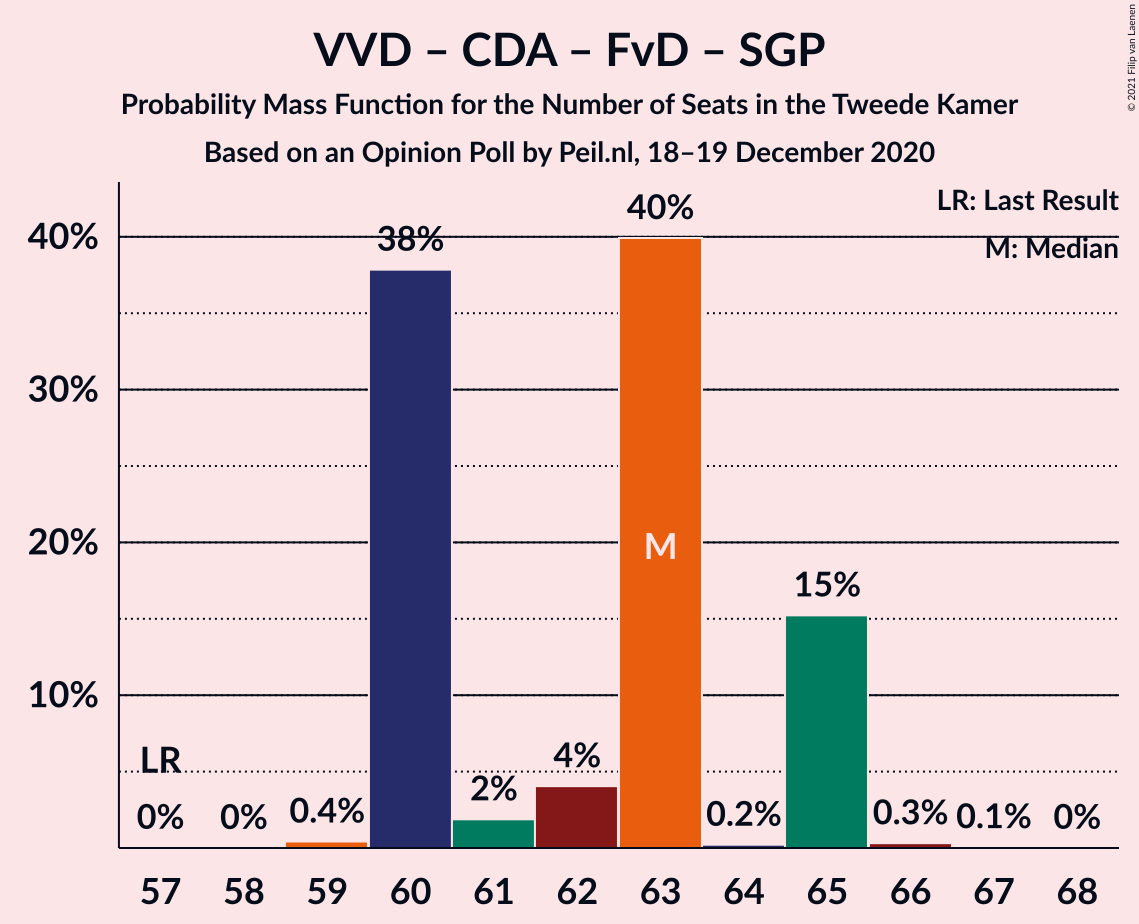 VVD – CDA – FvD – SGP
Probability Mass Function for the Number of Seats in the Tweede Kamer
Based on an Opinion Poll by Peil.nl, 18–19 December 2020
© 2021 Filip van Laenen
LR: Last Result
M: Median
40%
30%
20%
10%
LR
0%
0%
0.4%
38%
2%
4%
40%
M
0.2%
15%
0.3%
0.1%
0%
57 58 59 60 61 62 63 64 65 66 67 68